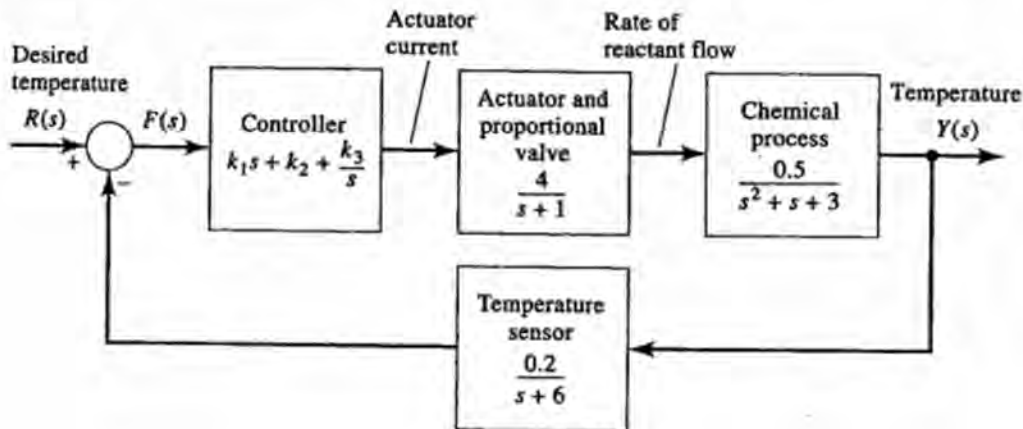 Actuator
current
Rate of
reactant flow
Desired
temperature
R(s)
+
−
F(s)
Controller
k₁s + k₂ + k₃/s
Actuator and
proportional
valve
4
s + 1
Chemical
process
0.5
s² + s + 3
Temperature
Y(s)
Temperature
sensor
0.2
s + 6